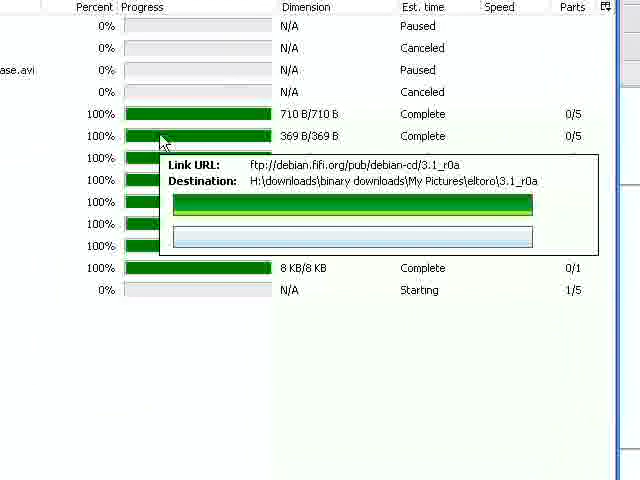 Percent Progress Dimension Est. time Speed Parts
0% N/A Paused
0% N/A Canceled
ase.avi 0% N/A Paused
0% N/A Canceled
100% 710 B/710 B Complete 0/5
100% 369 B/369 B Complete 0/5
100%
Link URL: ftp://debian.fifi.org/pub/debian-cd/3.1_r0a
100%
Destination: H:\downloads\binary downloads\My Pictures\eltoro\3.1_r0a
100%
100%
100%
100% 8 KB/8 KB Complete 0/1
0% N/A Starting 1/5